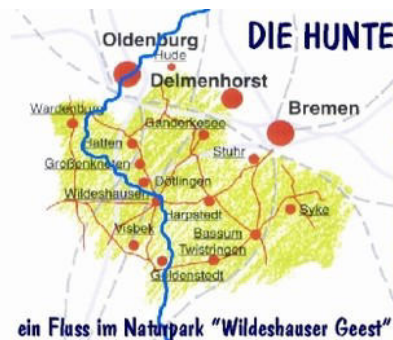 DIE HUNTE
Oldenburg
Hude
Delmenhorst
Wardenburg
Bremen
Ganderkesee
Hatten
Stuhr
Großenkneten
Dötlingen
Wildeshausen
Harpstedt
Syke
Visbek
Bassum
Twistringen
Goldenstedt
ein Fluss im Naturpark "Wildeshauser Geest"